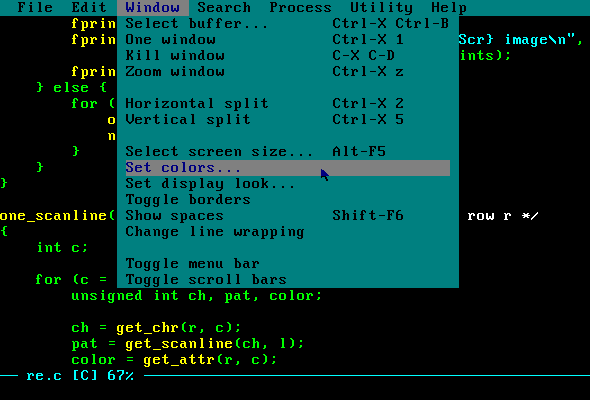 File Edit Window Search Process Utility Help
fprin Select buffer... Ctrl-X Ctrl-B
fprin One window Ctrl-X 1 Scr} image\n",
Kill window C-X C-D ints);
fprin Zoom window Ctrl-X z
} else {
for ( Horizontal split Ctrl-X 2
o Vertical split Ctrl-X 5
n
} Select screen size... Alt-F5
} Set colors...
} Set display look...
Toggle borders
one_scanline( Show spaces Shift-F6 row r */
{ Change line wrapping
int c;
Toggle menu bar
for (c = Toggle scroll bars
unsigned int ch, pat, color;
ch = get_chr(r, c);
pat = get_scanline(ch, l);
color = get_attr(r, c);
re.c [C] 67%